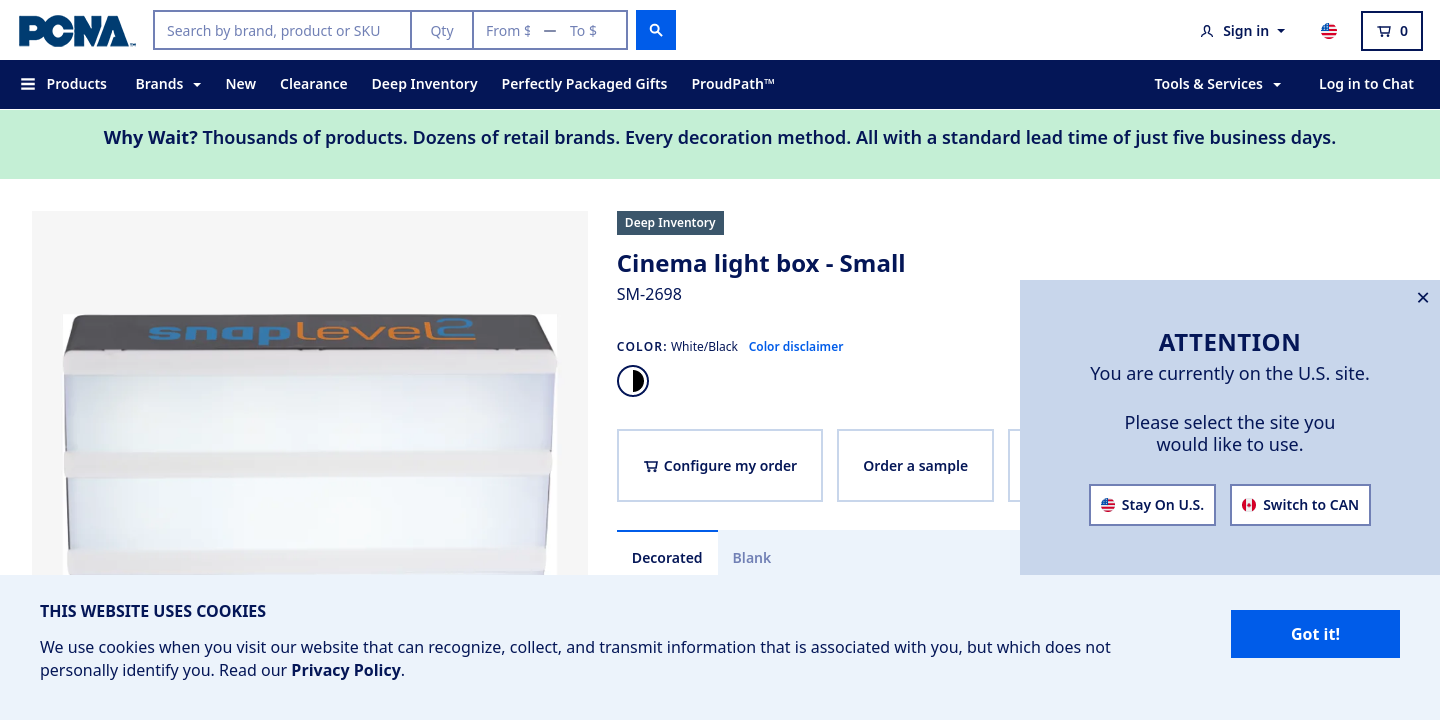 PCNA™
Search by brand, product or SKU
Qty
From $ — To $
Sign in
0
Products
Brands
New
Clearance
Deep Inventory
Perfectly Packaged Gifts
ProudPath™
Tools & Services
Log in to Chat
Why Wait? Thousands of products. Dozens of retail brands. Every decoration method. All with a standard lead time of just five business days.
snaplevel2
Deep Inventory
Cinema light box - Small
SM-2698
COLOR: White/Black Color disclaimer
Configure my order
Order a sample
Decorated
Blank
ATTENTION
You are currently on the U.S. site.
Please select the site you
would like to use.
Stay On U.S.
Switch to CAN
THIS WEBSITE USES COOKIES
We use cookies when you visit our website that can recognize, collect, and transmit information that is associated with you, but which does not
personally identify you. Read our Privacy Policy.
Got it!